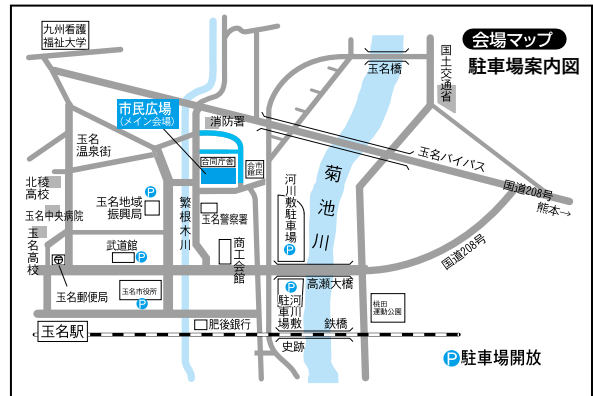 九州看護
福祉大学
会場マップ
駐車場案内図
国土交通省
玉名橋
市民広場
(メイン会場)
消防署
玉名
温泉街
玉名バイパス
合同庁舎
市民
会館
河川敷駐車場
菊池川
国道208号
熊本→
北稜
高校
P
玉名地域
振興局
玉名中央病院
繁根木川
玉名警察署
玉名高校
武道館
P
商工会館
P
国道208号
玉名郵便局
玉名市役所
P
P
河川敷
駐車場
高瀬大橋
桃田
運動公園
玉名駅
肥後銀行
鉄橋
史跡
P駐車場開放